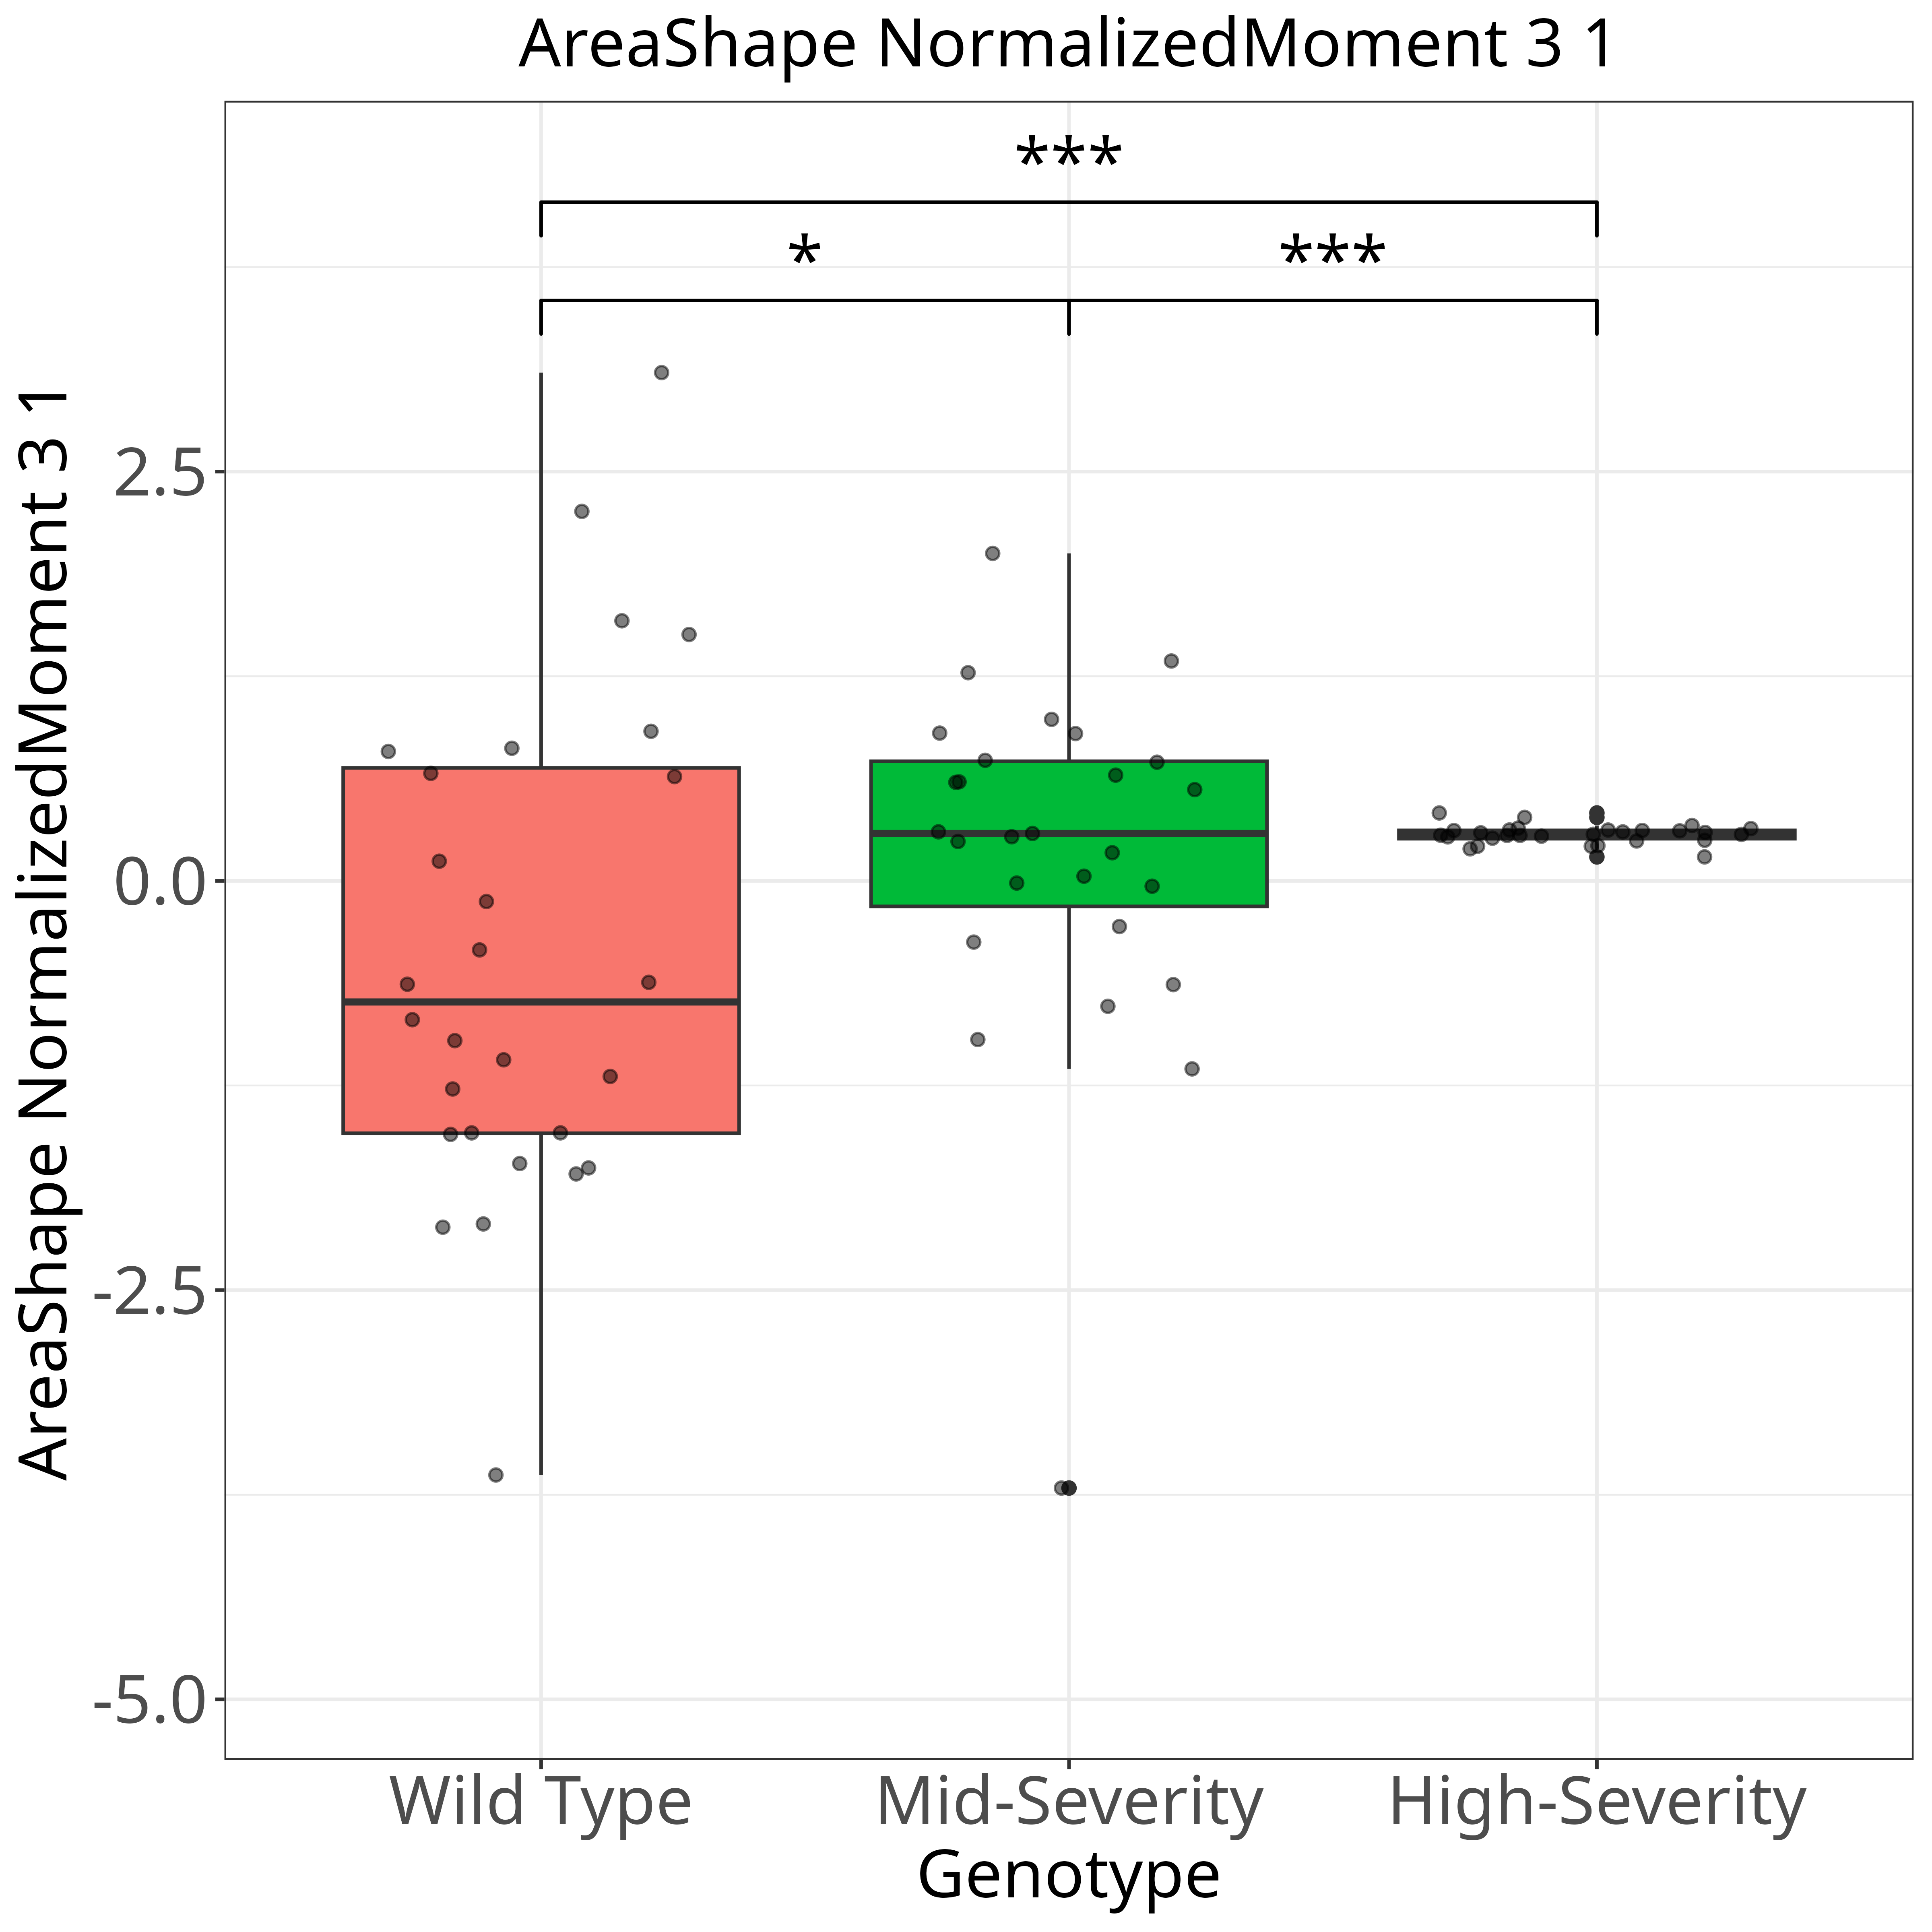 AreaShape NormalizedMoment 3 1
***
*
***
AreaShape NormalizedMoment 3 1
2.5
0.0
-2.5
-5.0
Wild Type
Mid-Severity
High-Severity
Genotype